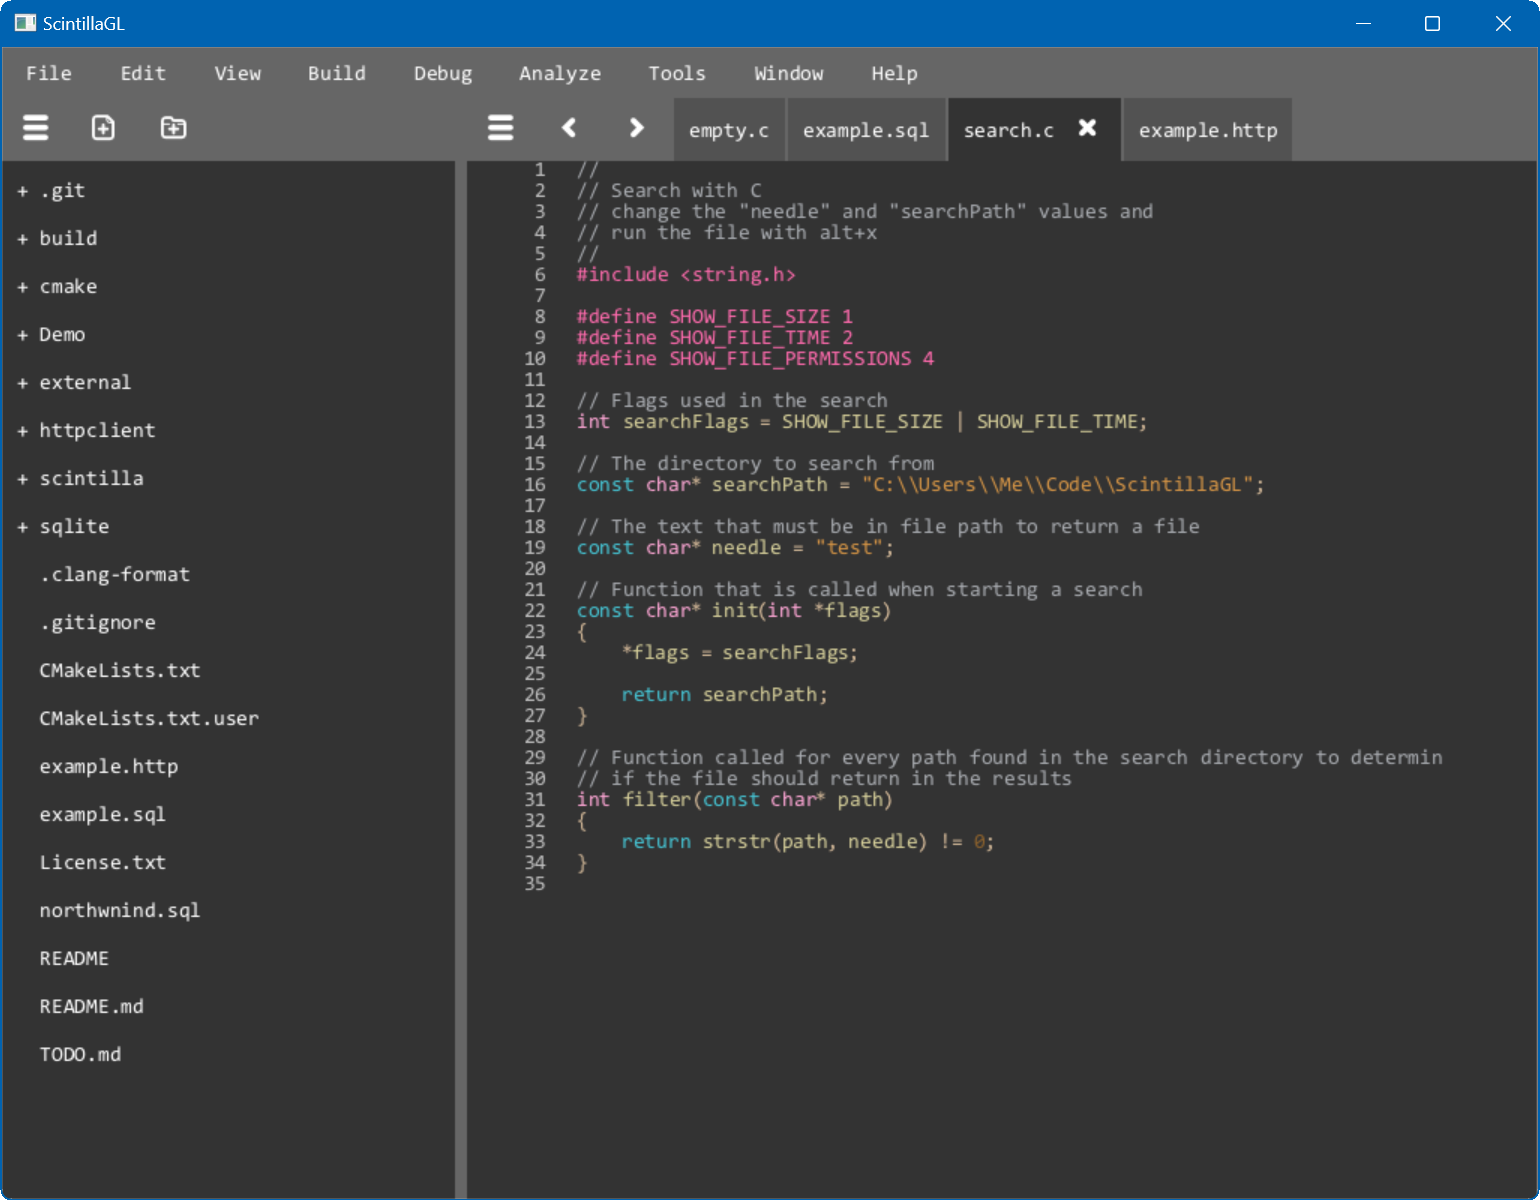 ScintillaGL
File Edit View Build Debug Analyze Tools Window Help
empty.c example.sql search.c example.http
+ .git
+ build
+ cmake
+ Demo
+ external
+ httpclient
+ scintilla
+ sqlite
.clang-format
.gitignore
CMakeLists.txt
CMakeLists.txt.user
example.http
example.sql
License.txt
northwnind.sql
README
README.md
TODO.md
1 //
2 // Search with C
3 // change the "needle" and "searchPath" values and
4 // run the file with alt+x
5 //
6 #include <string.h>
7
8 #define SHOW_FILE_SIZE 1
9 #define SHOW_FILE_TIME 2
10 #define SHOW_FILE_PERMISSIONS 4
11
12 // Flags used in the search
13 int searchFlags = SHOW_FILE_SIZE | SHOW_FILE_TIME;
14
15 // The directory to search from
16 const char* searchPath = "C:\\Users\\Me\\Code\\ScintillaGL";
17
18 // The text that must be in file path to return a file
19 const char* needle = "test";
20
21 // Function that is called when starting a search
22 const char* init(int *flags)
23 {
24     *flags = searchFlags;
25
26     return searchPath;
27 }
28
29 // Function called for every path found in the search directory to determin
30 // if the file should return in the results
31 int filter(const char* path)
32 {
33     return strstr(path, needle) != 0;
34 }
35